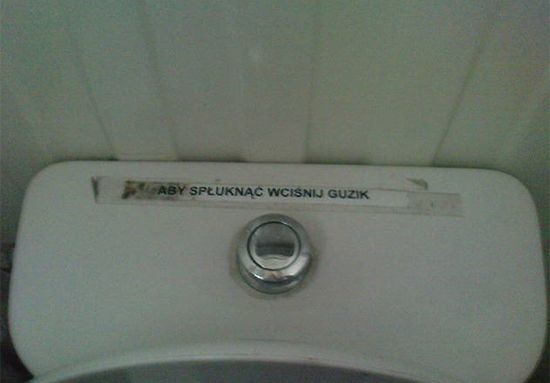 ABY SPŁUKNĄĆ WCIŚNIJ GUZIK